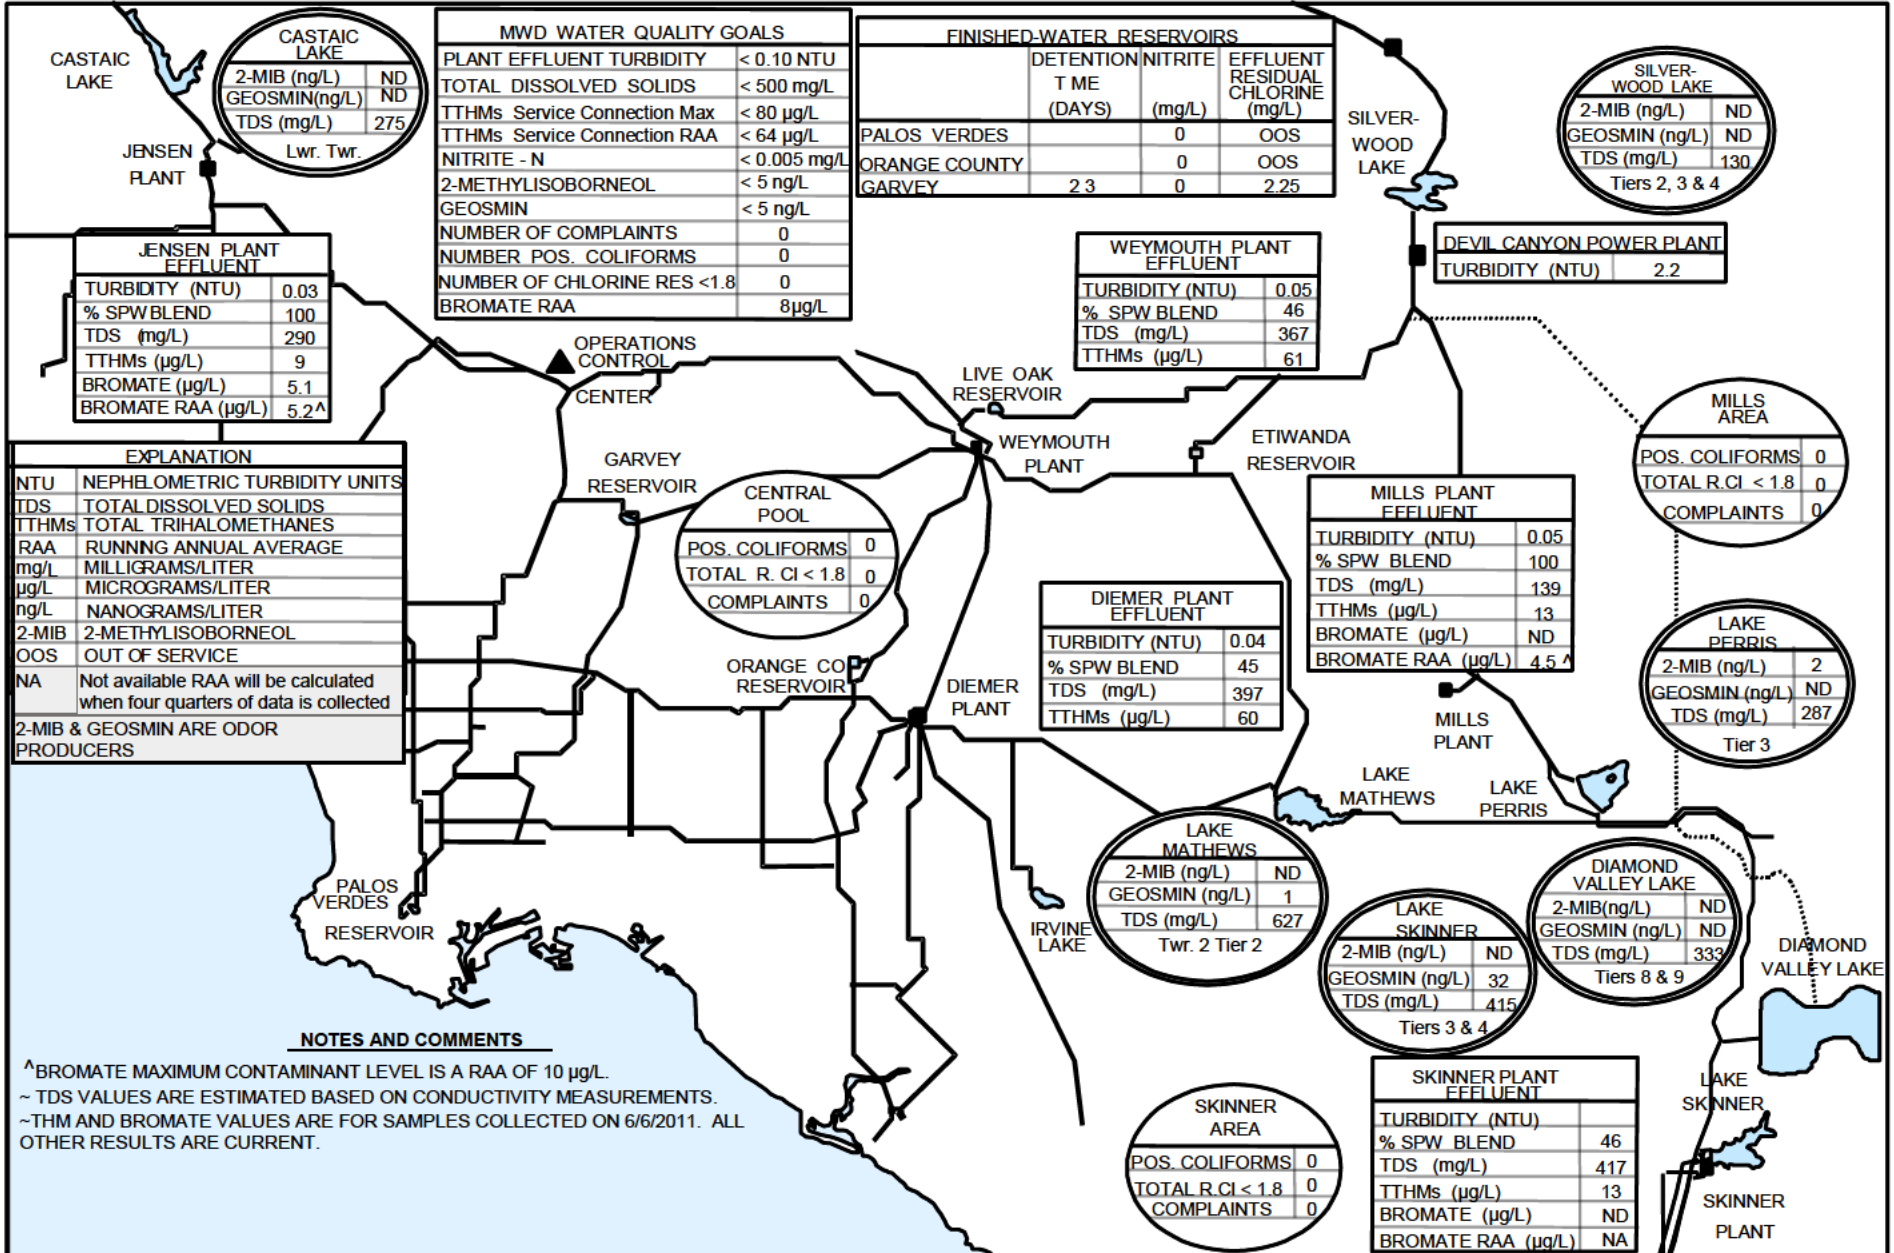 CASTAIC
LAKE
CASTAIC
LAKE
2-MIB (ng/L) ND
GEOSMIN(ng/L) ND
TDS (mg/L) 275
Lwr. Twr.
JENSEN
PLANT
MWD WATER QUALITY GOALS
PLANT EFFLUENT TURBIDITY < 0.10 NTU
TOTAL DISSOLVED SOLIDS < 500 mg/L
TTHMs Service Connection Max < 80 µg/L
TTHMs Service Connection RAA < 64 µg/L
NITRITE - N < 0.005 mg/L
2-METHYLISOBORNEOL < 5 ng/L
GEOSMIN < 5 ng/L
NUMBER OF COMPLAINTS 0
NUMBER POS. COLIFORMS 0
NUMBER OF CHLORINE RES <1.8 0
BROMATE RAA 8µg/L
FINISHED-WATER RESERVOIRS
DETENTION NITRITE EFFLUENT
RESIDUAL
T ME
CHLORINE
(DAYS) (mg/L) (mg/L)
PALOS VERDES 0 OOS
ORANGE COUNTY 0 OOS
GARVEY 2 3 0 2.25
SILVER-
WOOD
LAKE
SILVER-
WOOD LAKE
2-MIB (ng/L) ND
GEOSMIN (ng/L) ND
TDS (mg/L) 130
Tiers 2, 3 & 4
JENSEN PLANT
EFFLUENT
TURBIDITY (NTU) 0.03
% SPW BLEND 100
TDS (mg/L) 290
TTHMs (µg/L) 9
BROMATE (µg/L) 5.1
BROMATE RAA (µg/L) 5.2^
WEYMOUTH PLANT
EFFLUENT
TURBIDITY (NTU) 0.05
% SPW BLEND 46
TDS (mg/L) 367
TTHMs (µg/L) 61
DEVIL CANYON POWER PLANT
TURBIDITY (NTU) 2.2
OPERATIONS
CONTROL
CENTER
LIVE OAK
RESERVOIR
WEYMOUTH
PLANT
ETIWANDA
RESERVOIR
MILLS
AREA
POS. COLIFORMS 0
TOTAL R.Cl < 1.8 0
COMPLAINTS 0
EXPLANATION
NTU NEPHELOMETRIC TURBIDITY UNITS
TDS TOTAL DISSOLVED SOLIDS
TTHMs TOTAL TRIHALOMETHANES
RAA RUNNING ANNUAL AVERAGE
mg/L MILLIGRAMS/LITER
µg/L MICROGRAMS/LITER
ng/L NANOGRAMS/LITER
2-MIB 2-METHYLISOBORNEOL
OOS OUT OF SERVICE
NA Not available RAA will be calculated
when four quarters of data is collected
2-MIB & GEOSMIN ARE ODOR
PRODUCERS
GARVEY
RESERVOIR
CENTRAL
POOL
POS. COLIFORMS 0
TOTAL R. Cl < 1.8 0
COMPLAINTS 0
MILLS PLANT
EFFLUENT
TURBIDITY (NTU) 0.05
% SPW BLEND 100
TDS (mg/L) 139
TTHMs (µg/L) 13
BROMATE (µg/L) ND
BROMATE RAA (µg/L) 4.5 ^
DIEMER PLANT
EFFLUENT
TURBIDITY (NTU) 0.04
% SPW BLEND 45
TDS (mg/L) 397
TTHMs (µg/L) 60
ORANGE CO
RESERVOIR
DIEMER
PLANT
LAKE
PERRIS
2-MIB (ng/L) 2
GEOSMIN (ng/L) ND
TDS (mg/L) 287
Tier 3
MILLS
PLANT
LAKE
MATHEWS
LAKE
PERRIS
LAKE
MATHEWS
2-MIB (ng/L) ND
GEOSMIN (ng/L) 1
TDS (mg/L) 627
Twr. 2 Tier 2
IRVINE
LAKE
PALOS
VERDES
RESERVOIR
DIAMOND
VALLEY LAKE
2-MIB(ng/L) ND
GEOSMIN (ng/L) ND
TDS (mg/L) 333
Tiers 8 & 9
LAKE
SKINNER
2-MIB (ng/L) ND
GEOSMIN (ng/L) 32
TDS (mg/L) 415
Tiers 3 & 4
DIAMOND
VALLEY LAKE
NOTES AND COMMENTS
^BROMATE MAXIMUM CONTAMINANT LEVEL IS A RAA OF 10 µg/L.
~ TDS VALUES ARE ESTIMATED BASED ON CONDUCTIVITY MEASUREMENTS.
~THM AND BROMATE VALUES ARE FOR SAMPLES COLLECTED ON 6/6/2011. ALL
OTHER RESULTS ARE CURRENT.
SKINNER
AREA
POS. COLIFORMS 0
TOTAL R.Cl < 1.8 0
COMPLAINTS 0
SKINNER PLANT
EFFLUENT
TURBIDITY (NTU)
% SPW BLEND 46
TDS (mg/L) 417
TTHMs (µg/L) 13
BROMATE (µg/L) ND
BROMATE RAA (µg/L) NA
LAKE
SKINNER
SKINNER
PLANT